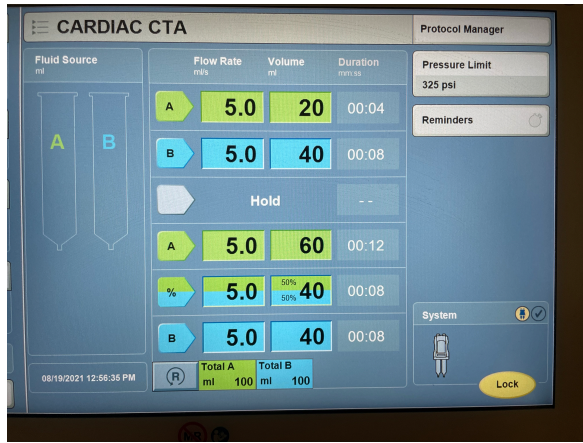 CARDIAC CTA
Protocol Manager
Fluid Source
ml
A
B
Flow Rate
ml/s
Volume
ml
Duration
mm:ss
A 5.0 20 00:04
B 5.0 40 00:08
Hold --
A 5.0 60 00:12
% 5.0 50% 50% 40 00:08
B 5.0 40 00:08
R
Total A
ml 100
Total B
ml 100
Pressure Limit
325 psi
Reminders
System
Lock
08/19/2021 12:56:35 PM